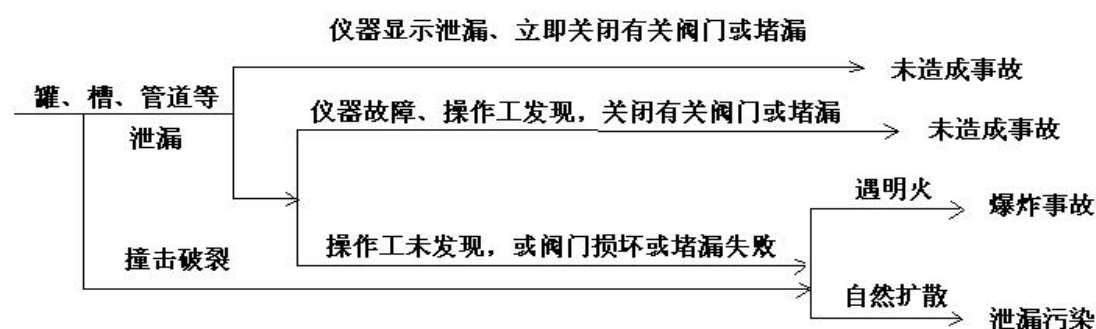 仪器显示泄漏、立即关闭有关阀门或堵漏
未造成事故
罐、槽、管道等
泄漏
仪器故障、操作工发现，关闭有关阀门或堵漏
未造成事故
遇明火
爆炸事故
操作工未发现，或阀门损坏或堵漏失败
撞击破裂
自然扩散
泄漏污染